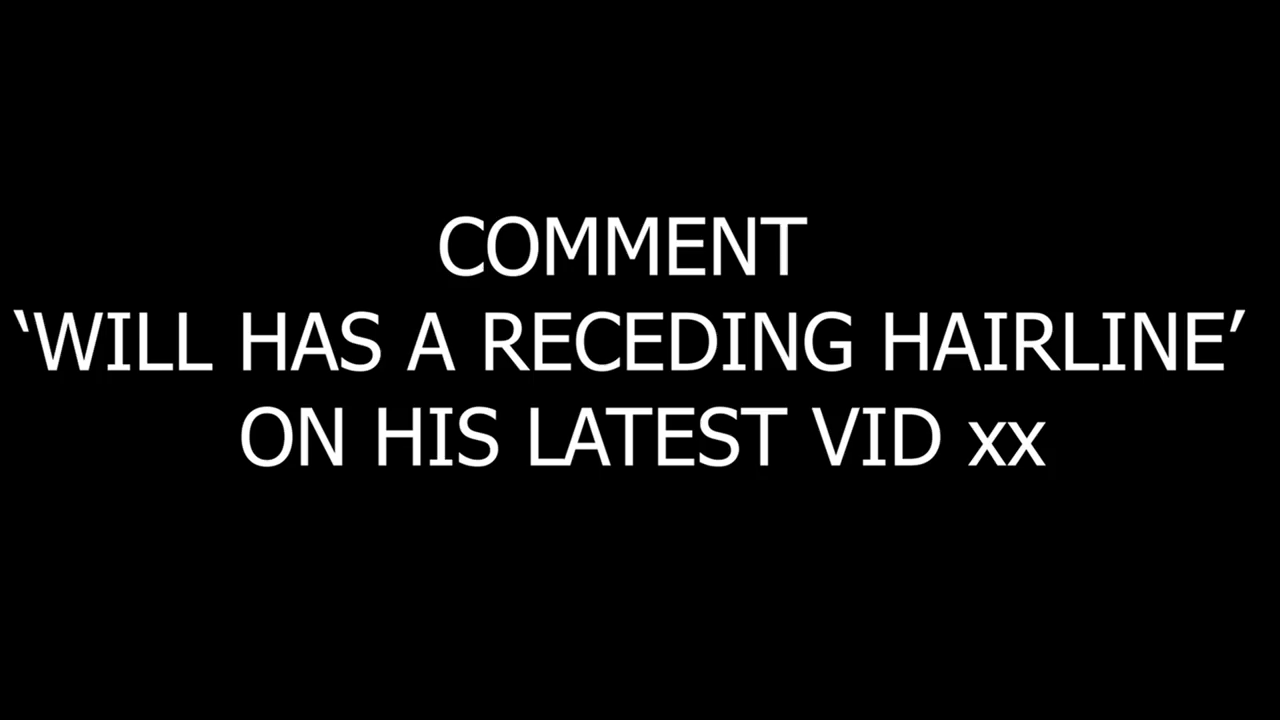 COMMENT
‘WILL HAS A RECEDING HAIRLINE’
ON HIS LATEST VID xx